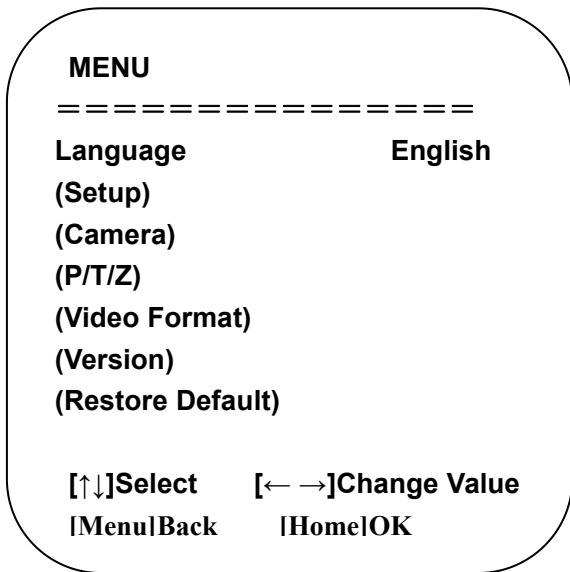 MENU
===============
Language English
(Setup)
(Camera)
(P/T/Z)
(Video Format)
(Version)
(Restore Default)
[↑↓]Select [← →]Change Value
[Menu]Back [Home]OK